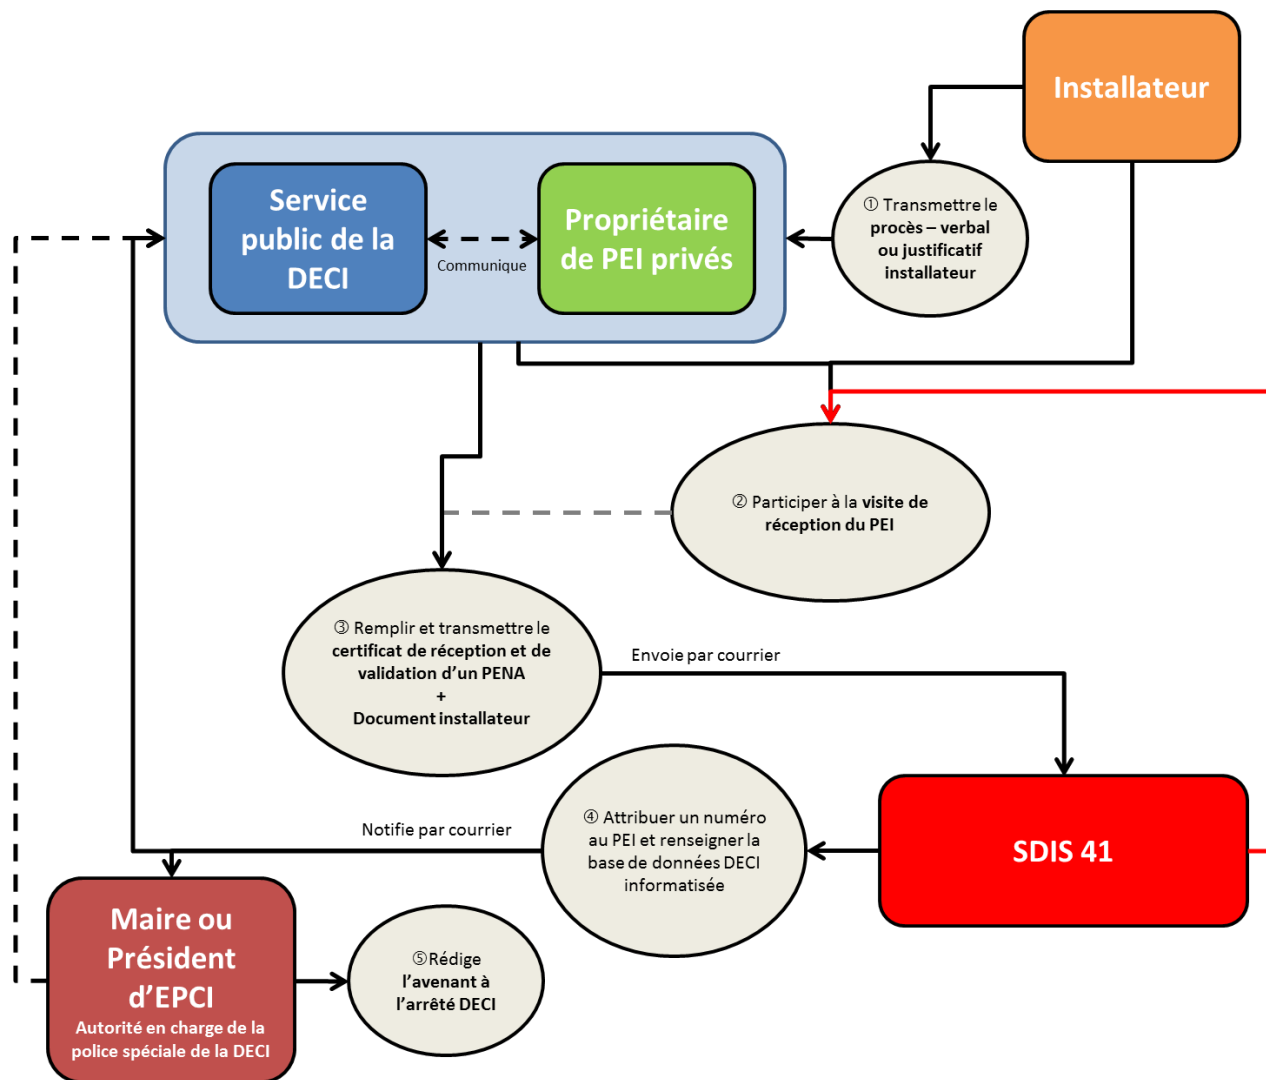 Installateur
Service
public de la
DECI
Communique
Propriétaire
de PEI privés
① Transmettre le
procès – verbal
ou justificatif
installateur
② Participer à la visite de
réception du PEI
③ Remplir et transmettre le
certificat de réception et de
validation d’un PENA
+
Document installateur
Envoie par courrier
SDIS 41
④ Attribuer un numéro
au PEI et renseigner la
base de données DECI
informatisée
Notifie par courrier
Maire ou
Président
d’EPCI
Autorité en charge de la
police spéciale de la DECI
⑤Rédige
l’avenant à
l’arrêté DECI